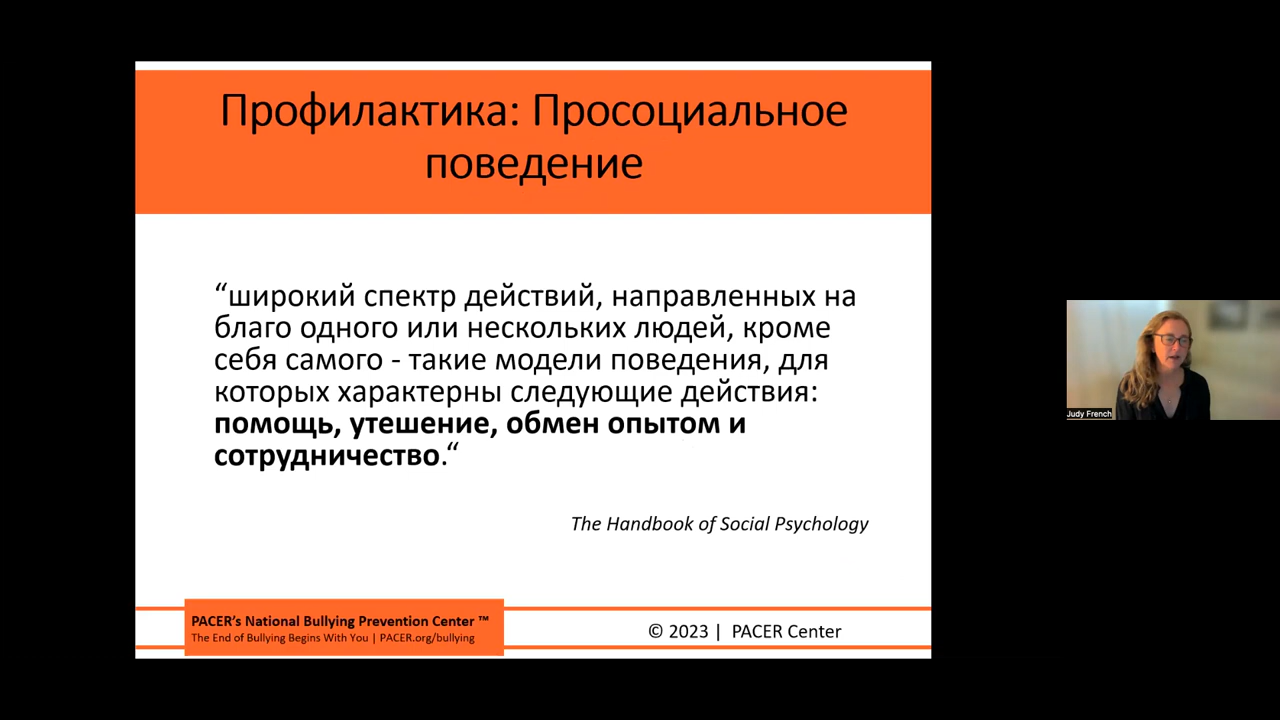 Профилактика: Просоциальное
поведение
“широкий спектр действий, направленных на
благо одного или нескольких людей, кроме
себя самого - такие модели поведения, для
которых характерны следующие действия:
помощь, утешение, обмен опытом и
сотрудничество.“
The Handbook of Social Psychology
PACER’s National Bullying Prevention Center ™
The End of Bullying Begins With You | PACER.org/bullying
© 2023 | PACER Center
Judy French